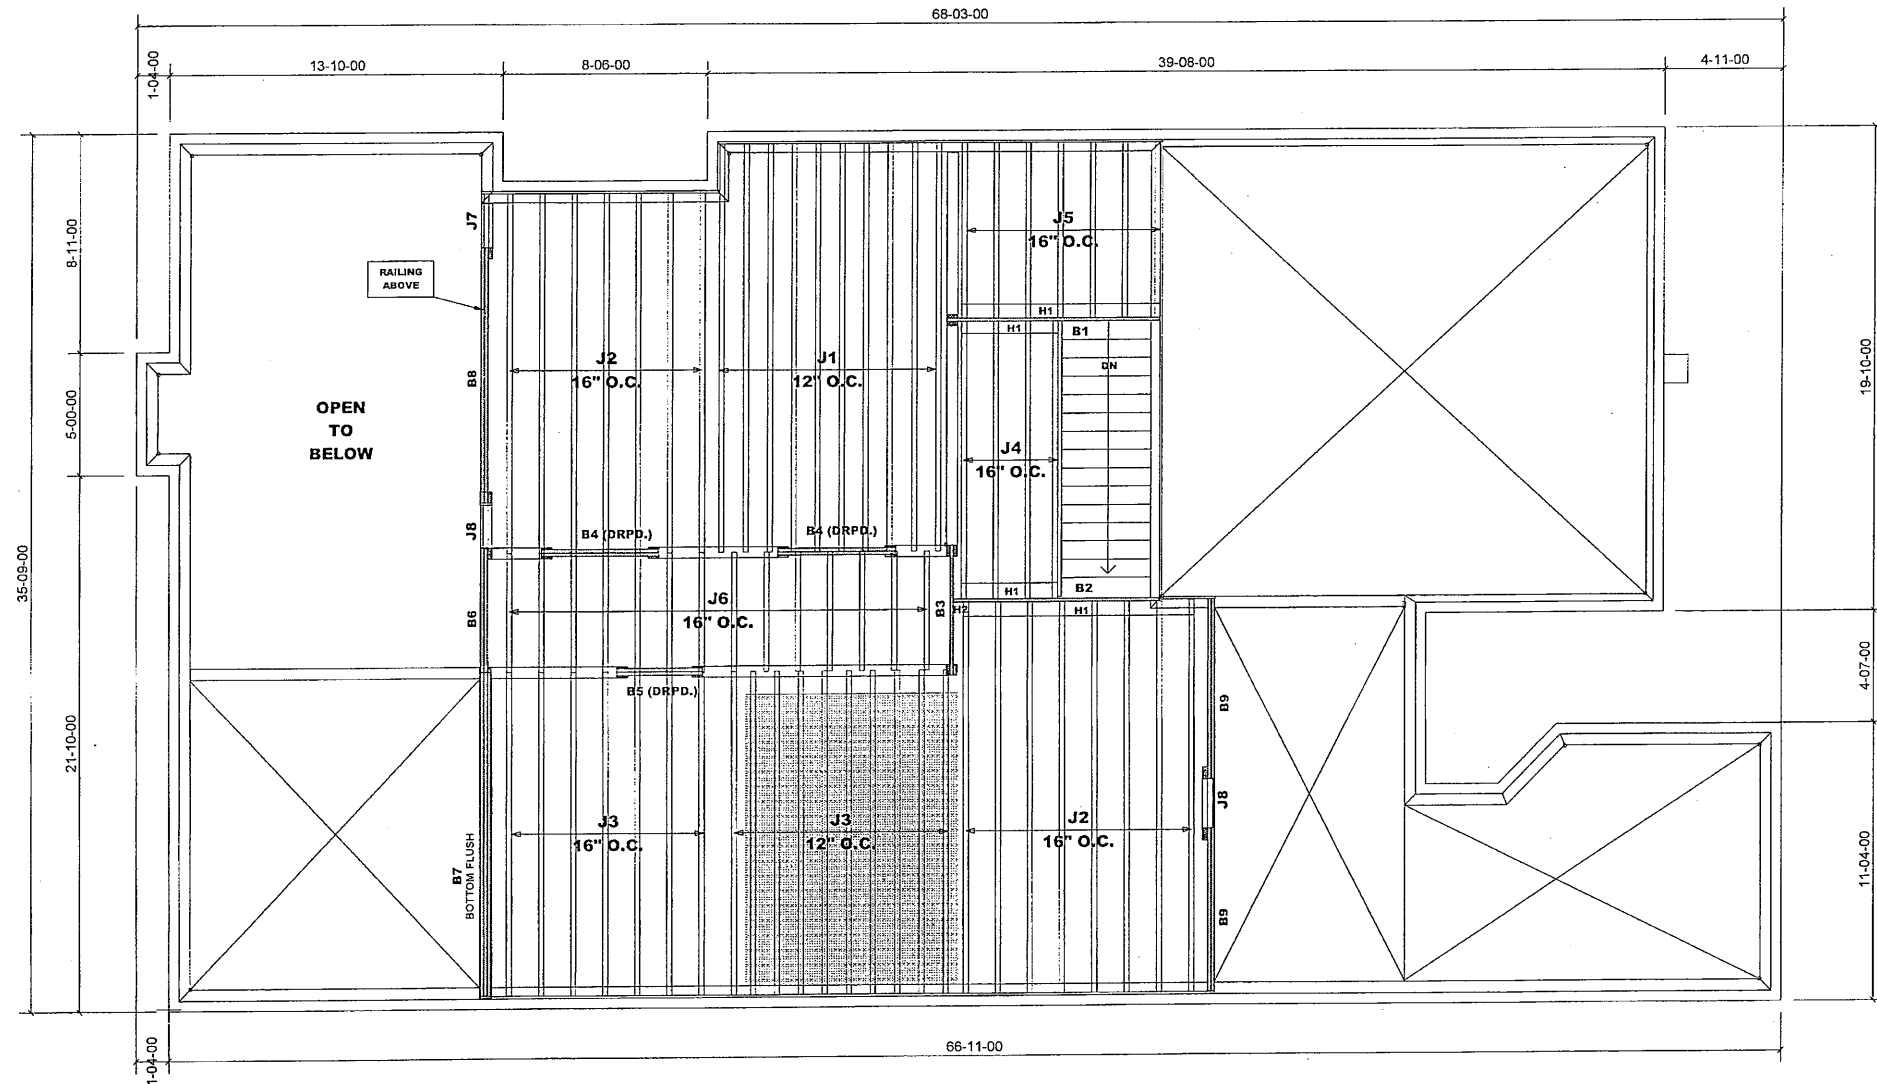 68-03-00
1-04-00
13-10-00
8-06-00
39-08-00
4-11-00
J7
J5
16" O.C.
8-11-00
RAILING
ABOVE
H1
H1
B1
DN
J2
16" O.C.
J1
12" O.C.
B8
19-10-00
5-00-00
OPEN
TO
BELOW
J4
16" O.C.
J8
B4 (DRPD.)
B4 (DRPD.)
35-09-00
H1
B2
J6
16" O.C.
B6
B3
H2
H1
4-07-00
B5 (DRPD.)
B9
21-10-00
J8
J3
16" O.C.
J3
12" O.C.
J2
16" O.C.
B7
BOTTOM FLUSH
B9
11-04-00
1-04-00
66-11-00